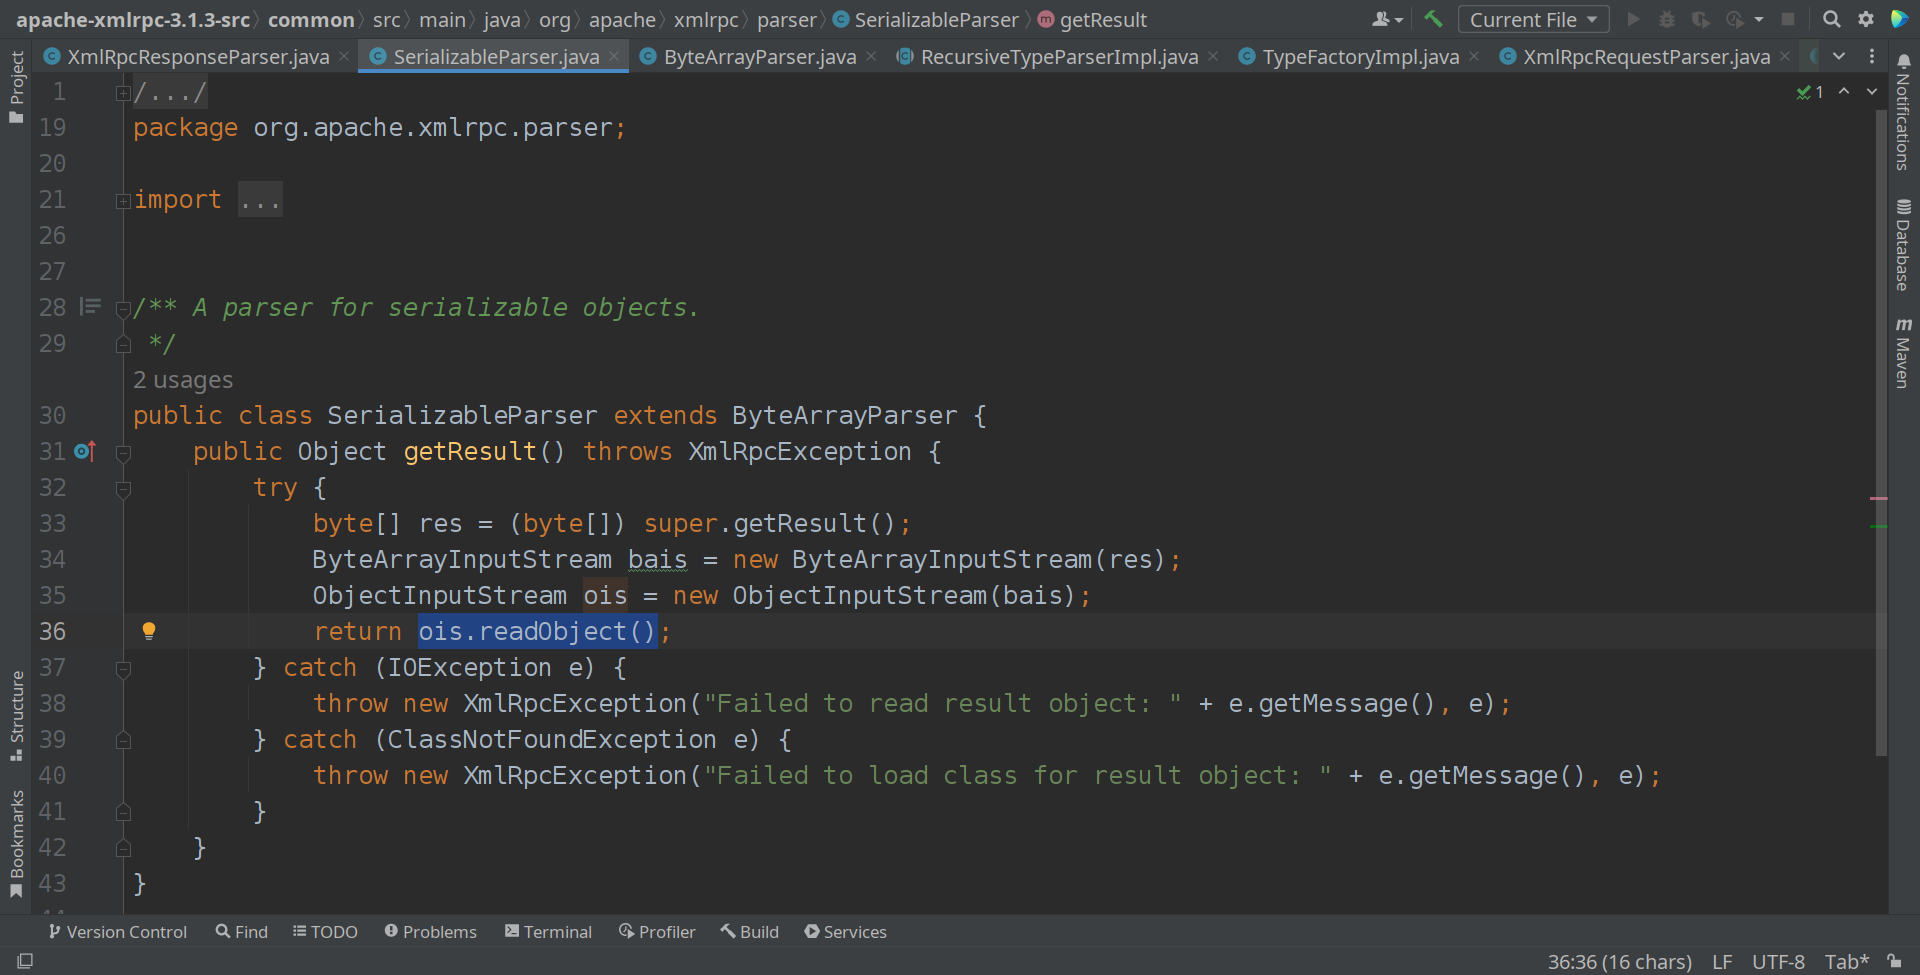 apache-xmlrpc-3.1.3-src common src main java org apache xmlrpc parser SerializableParser getResult Current File
XmlRpcResponseParser.java SerializableParser.java ByteArrayParser.java RecursiveTypeParserImpl.java TypeFactoryImpl.java XmlRpcRequestParser.java
Project
Structure
Bookmarks
1 /.../
19 package org.apache.xmlrpc.parser;
20
21 import ...
26
27
28 /** A parser for serializable objects.
29 */
2 usages
30 public class SerializableParser extends ByteArrayParser {
31 public Object getResult() throws XmlRpcException {
32 try {
33 byte[] res = (byte[]) super.getResult();
34 ByteArrayInputStream bais = new ByteArrayInputStream(res);
35 ObjectInputStream ois = new ObjectInputStream(bais);
36 return ois.readObject();
37 } catch (IOException e) {
38 throw new XmlRpcException("Failed to read result object: " + e.getMessage(), e);
39 } catch (ClassNotFoundException e) {
40 throw new XmlRpcException("Failed to load class for result object: " + e.getMessage(), e);
41 }
42 }
43 }
1
Notifications
Database
m Maven
Version Control Find TODO Problems Terminal Profiler Build Services
36:36 (16 chars) LF UTF-8 Tab*